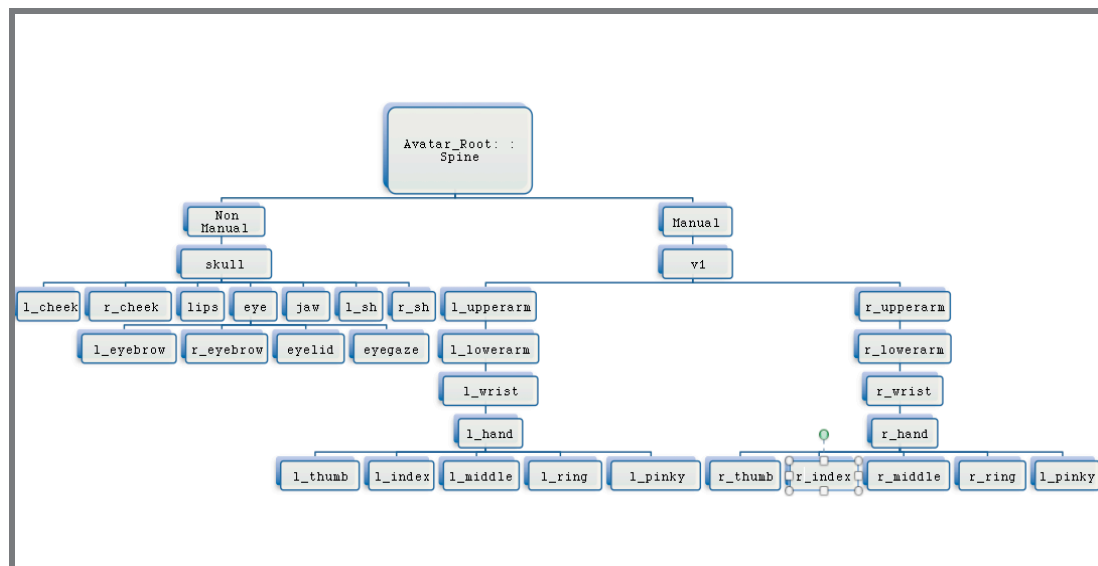 Avatar_Root: :
Spine
Non
Manual
Manual
skull
v1
l_cheek
r_cheek
lips
eye
jaw
l_sh
r_sh
l_upperarm
r_upperarm
l_eyebrow
r_eyebrow
eyelid
eyegaze
l_lowerarm
r_lowerarm
l_wrist
r_wrist
l_hand
r_hand
l_thumb
l_index
l_middle
l_ring
l_pinky
r_thumb
r_index
r_middle
r_ring
l_pinky